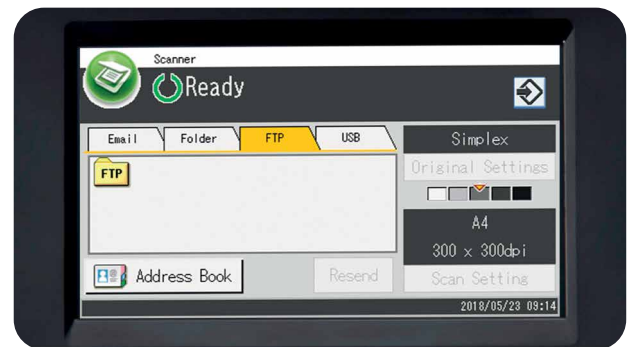 Scanner
Ready
Email Folder FTP USB
FTP
Address Book
Resend
Simplex
Original Settings
A4
300 x 300dpi
Scan Setting
2018/05/23 09:14